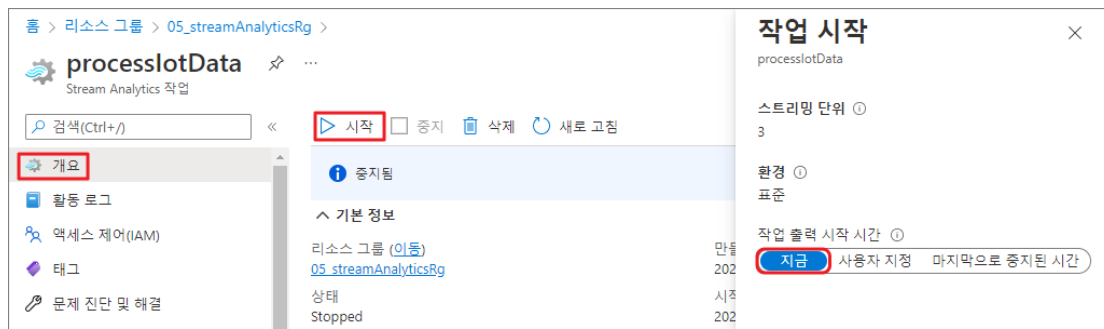 홈 > 리소스 그룹 > 05_streamAnalyticsRg >
processIotData
Stream Analytics 작업
검색(Ctrl+/)
개요
활동 로그
액세스 제어(IAM)
태그
문제 진단 및 해결
시작 중지 삭제 새로 고침
중지됨
기본 정보
리소스 그룹 (이동)
05_streamAnalyticsRg
상태
Stopped
만들
202
시작
202
작업 시작
processIotData
스트리밍 단위
3
환경
표준
작업 출력 시작 시간
지금 사용자 지정 마지막으로 중지된 시간